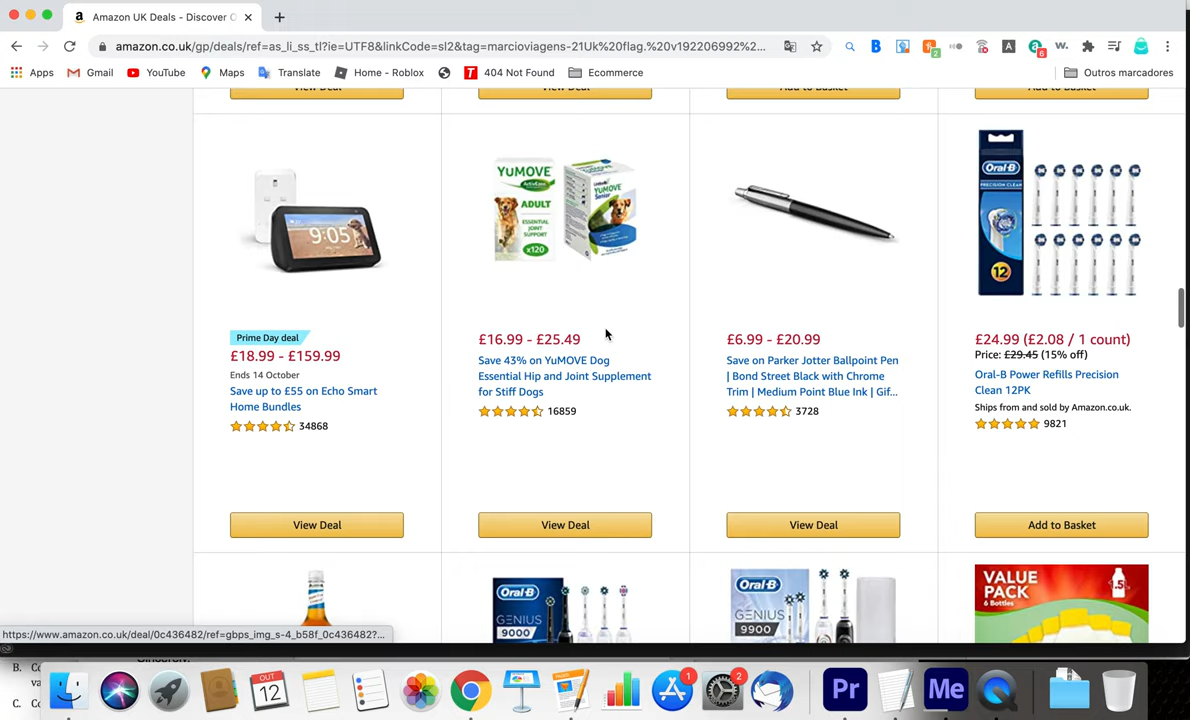 Amazon UK Deals - Discover
amazon.co.uk/gp/deals/ref=as_li_ss_tl?ie=UTF8&linkCode=sl2&tag=marcioviagens-21Uk%20flag.%20v192206992%...
Apps Gmail YouTube Maps Translate Home - Roblox 404 Not Found Ecommerce Outros marcadores
View Deal View Deal Add to Basket Add to Basket
9:05
YuMOVE
ADULT
ESSENTIAL
JOINT
SUPPORT
x120
YUMOVE
Senior
Oral-B
PRECISION CLEAN
12
Prime Day deal
£18.99 - £159.99
Ends 14 October
Save up to £55 on Echo Smart
Home Bundles
34868
View Deal
£16.99 - £25.49
Save 43% on YuMOVE Dog
Essential Hip and Joint Supplement
for Stiff Dogs
16859
View Deal
£6.99 - £20.99
Save on Parker Jotter Ballpoint Pen
| Bond Street Black with Chrome
Trim | Medium Point Blue Ink | Gif...
3728
View Deal
£24.99 (£2.08 / 1 count)
Price: £29.45 (15% off)
Oral-B Power Refills Precision
Clean 12PK
Ships from and sold by Amazon.co.uk.
9821
Add to Basket
Oral-B
GENIUS
9000
Oral-B
GENIUS
9900
VALUE
PACK
6 Bottles
1.5L
https://www.amazon.co.uk/deal/0c436482/ref=gbps_img_s-4_b58f_0c436482?...
B.
C.
OCT
12
1
2
Pr
Me